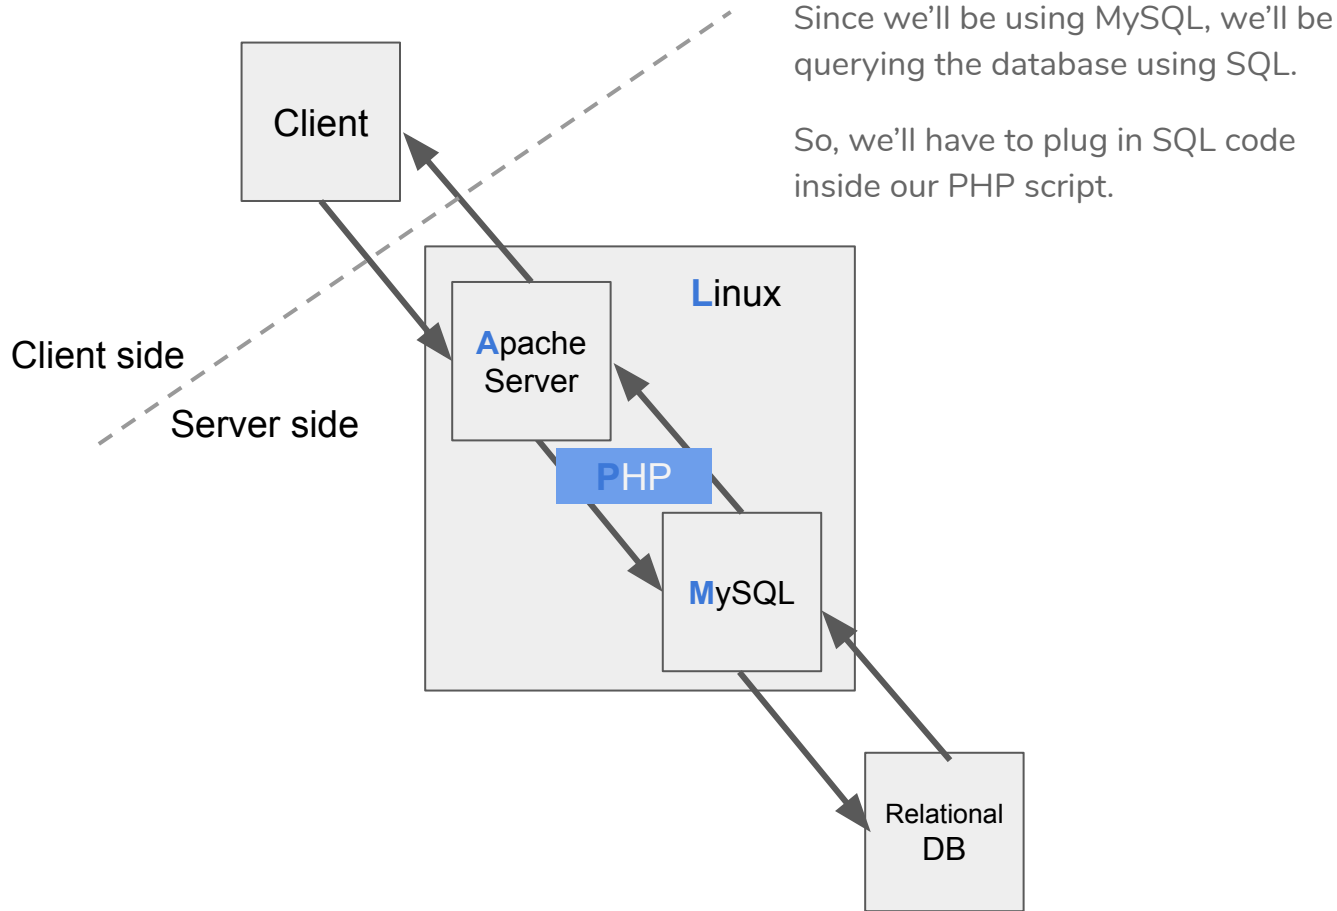 Since we’ll be using MySQL, we’ll be
querying the database using SQL.
So, we’ll have to plug in SQL code
inside our PHP script.
Client
Linux
Apache
Server
Client side
Server side
PHP
MySQL
Relational
DB